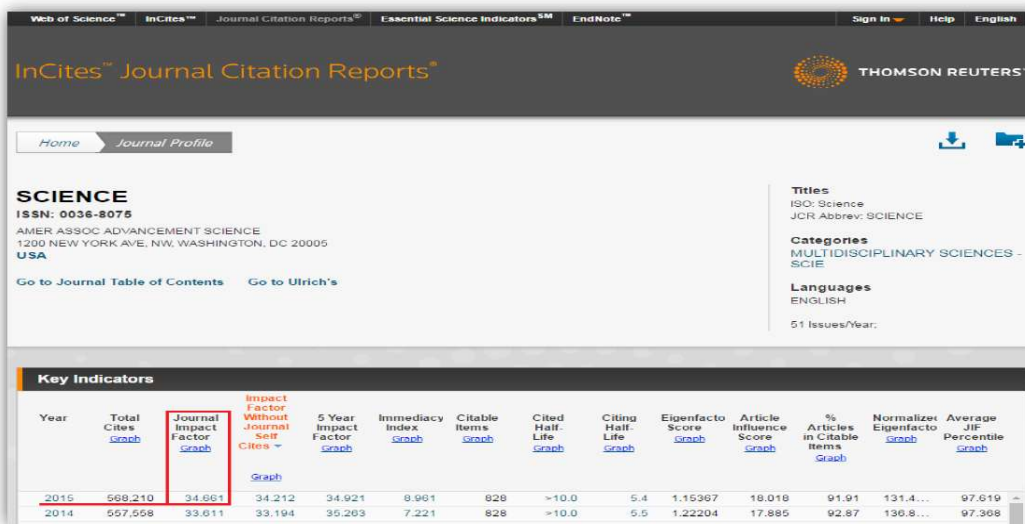 Web of Science™ InCites™ Journal Citation Reports® Essential Science Indicators℠ EndNote™ Sign In Help English
InCites™ Journal Citation Reports®
THOMSON REUTERS™
Home Journal Profile
SCIENCE
ISSN: 0036-8075
AMER ASSOC ADVANCEMENT SCIENCE
1200 NEW YORK AVE, NW, WASHINGTON, DC 20005
USA
Go to Journal Table of Contents Go to Ulrich's
Titles
ISO: Science
JCR Abbrev: SCIENCE
Categories
MULTIDISCIPLINARY SCIENCES -
SCIE
Languages
ENGLISH
51 Issues/Year;
Key Indicators
Year
Total
Cites
Graph
Journal
Impact
Factor
Graph
Impact
Factor
Without
Journal
Self
Cites
Graph
5 Year
Impact
Factor
Graph
Immediacy
Index
Graph
Citable
Items
Graph
Cited
Half-
Life
Graph
Citing
Half-
Life
Graph
Eigenfacto
Score
Graph
Article
Influence
Score
Graph
%
Articles
in Citable
Items
Graph
Normalizec
Eigenfacto
Graph
Average
JIF
Percentile
Graph
2015 568,210 34.661 34.212 34.921 8.961 828 >10.0 5.4 1.15367 18.018 91.91 131.4... 97.619
2014 557,558 33.611 33.194 35.263 7.221 828 >10.0 5.5 1.22204 17.885 92.87 136.8... 97.368